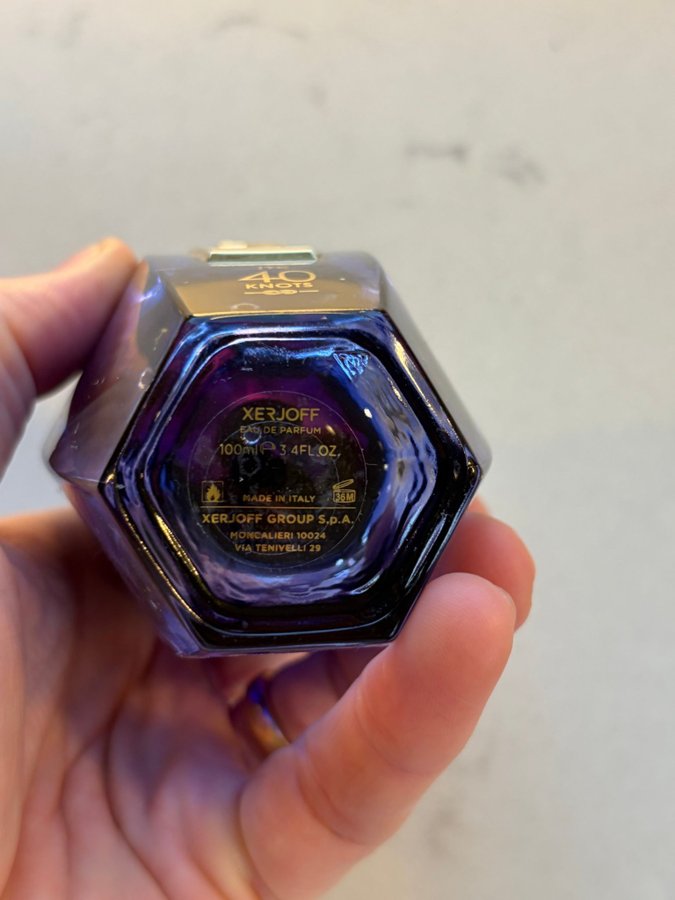 40
KNOTS
XERJOFF
EAU DE PARFUM
100ml ℮ 3.4FL.OZ.
36M
MADE IN ITALY
XERJOFF GROUP S.p.A.
MONCALIERI 10024
VIA TENIVELLI 29